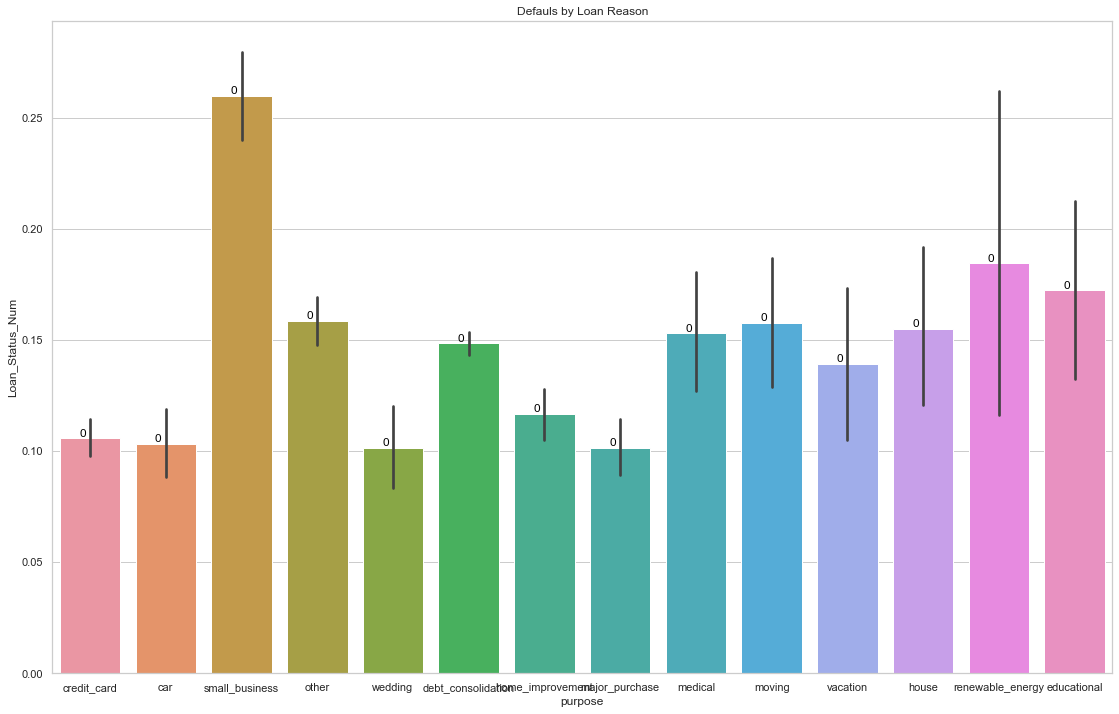 Defauls by Loan Reason
Loan_Status_Num
0.25
0.20
0.15
0.10
0.05
0.00
0 0 0 0 0 0 0 0 0 0 0 0 0 0
credit_card car small_business other wedding debt_consolidation home_improvement major_purchase medical moving vacation house renewable_energy educational
purpose